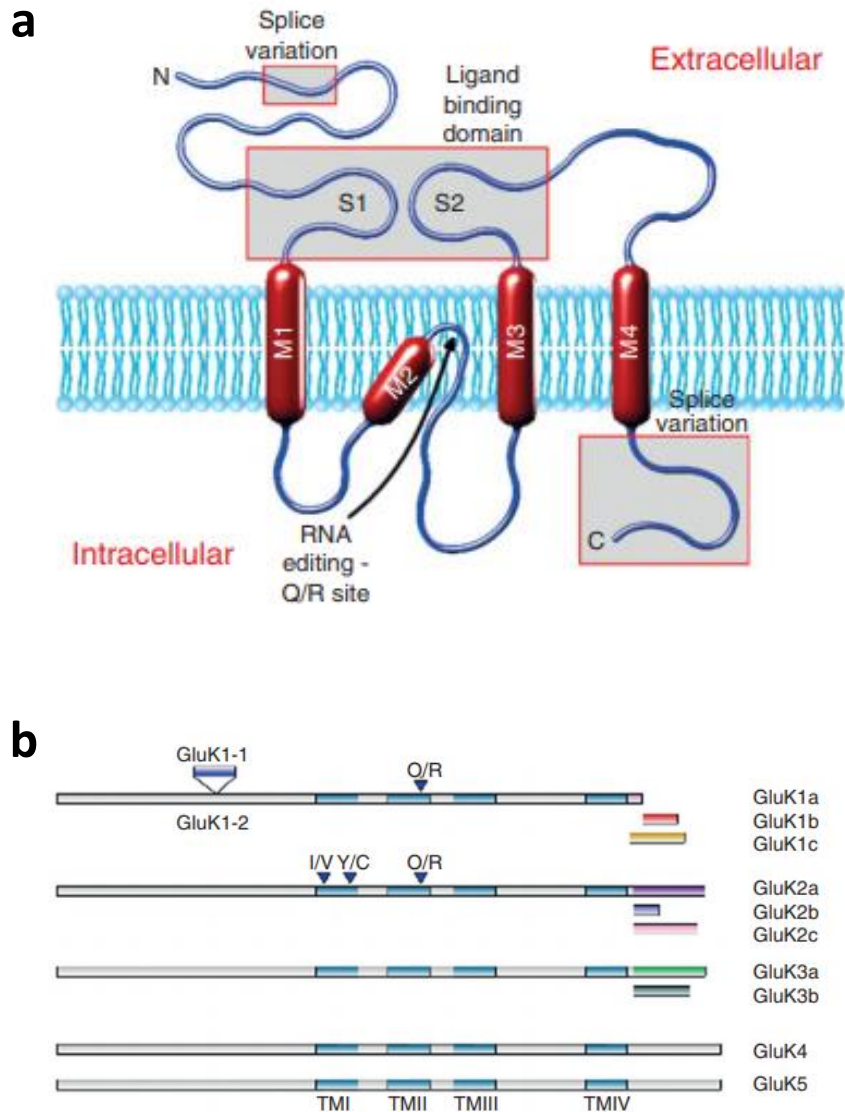 a
Splice
variation
N
Extracellular
Ligand
binding
domain
S1
S2
M1
M2
M3
M4
Splice
variation
Intracellular
RNA
editing -
Q/R site
C
b
GluK1-1
O/R
GluK1a
GluK1-2
GluK1b
GluK1c
I/V Y/C
O/R
GluK2a
GluK2b
GluK2c
GluK3a
GluK3b
GluK4
GluK5
TMI
TMII
TMIII
TMIV